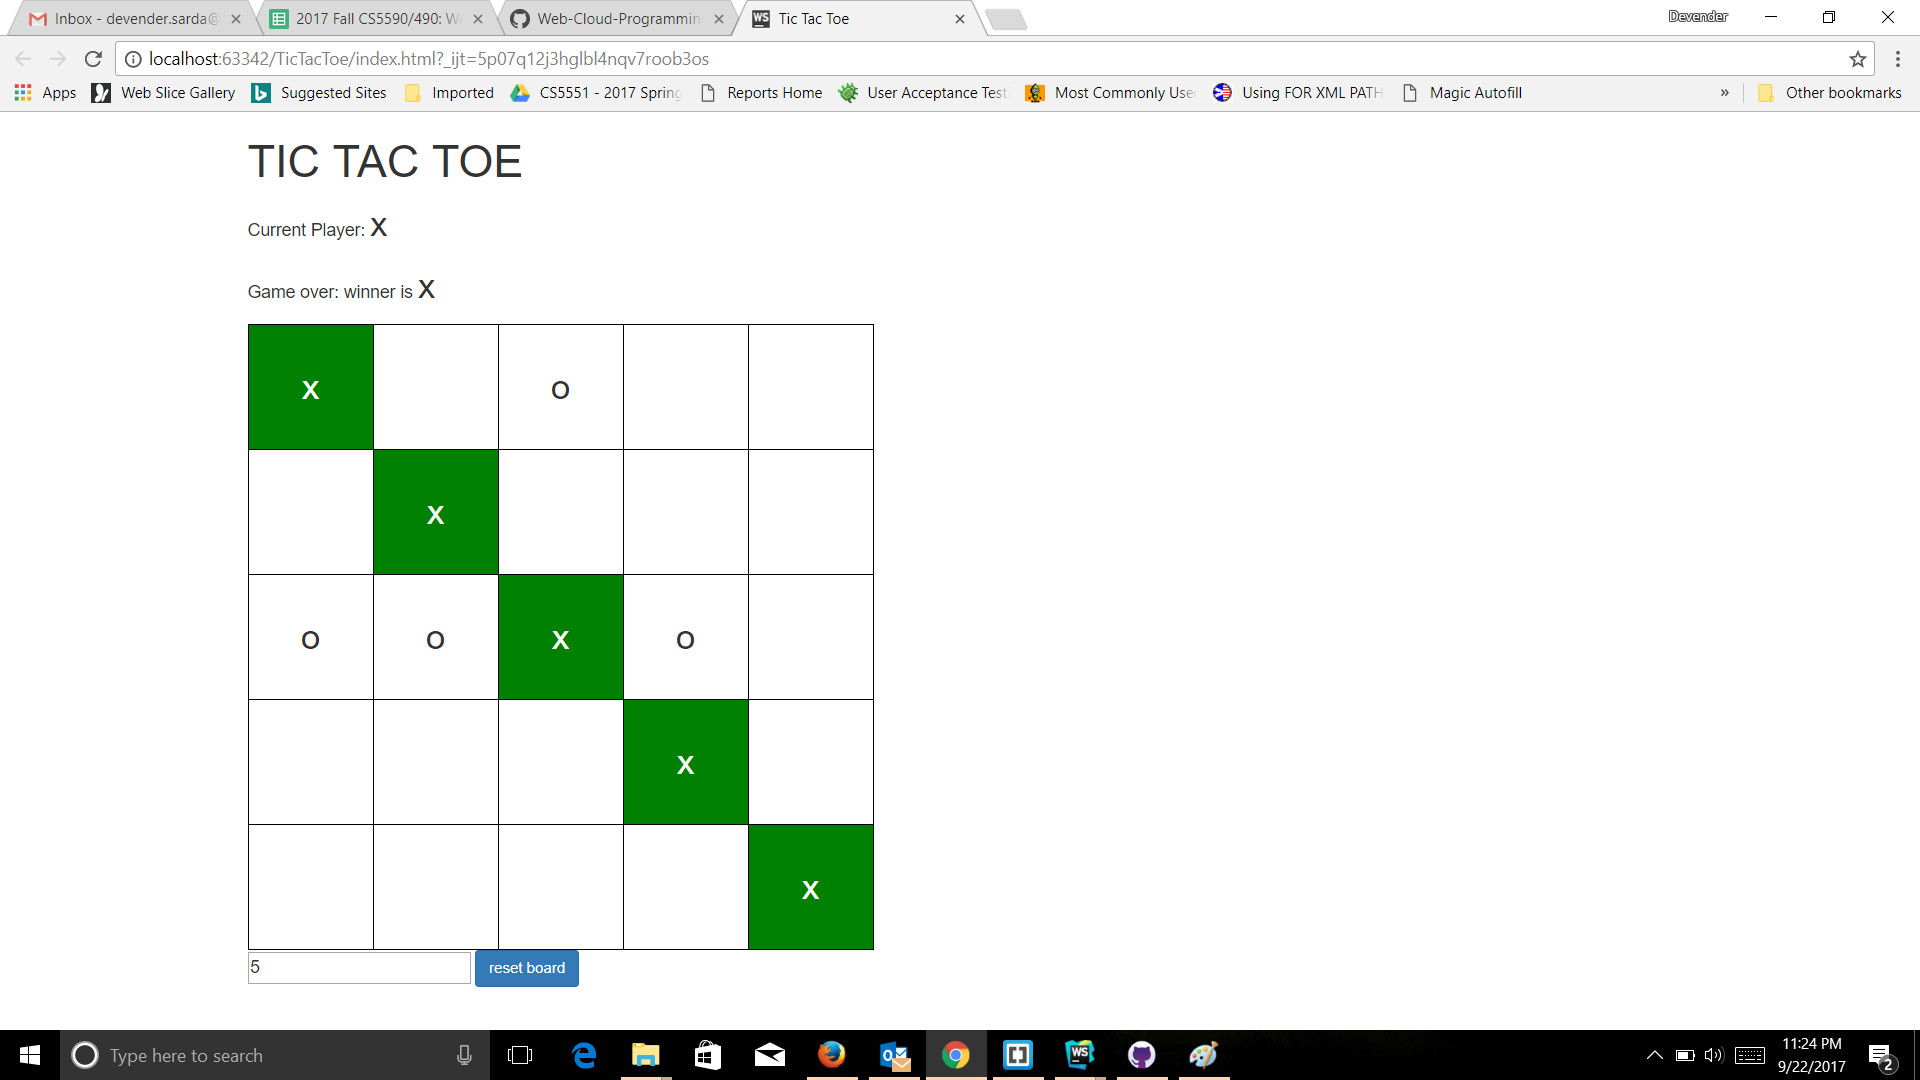 Inbox - devender.sarda@
2017 Fall CS5590/490: W
Web-Cloud-Programmin
WS
Tic Tac Toe
Devender
localhost:63342/TicTacToe/index.html?_ijt=5p07q12j3hglbl4nqv7roob3os
Apps
Web Slice Gallery
Suggested Sites
Imported
CS5551 - 2017 Spring
Reports Home
User Acceptance Test
Most Commonly Use
Using FOR XML PATH
Magic Autofill
»
Other bookmarks
TIC TAC TOE
Current Player: X
Game over: winner is X
X O
X
O O X O
X
X
5 reset board
Type here to search
WS
11:24 PM
9/22/2017
2